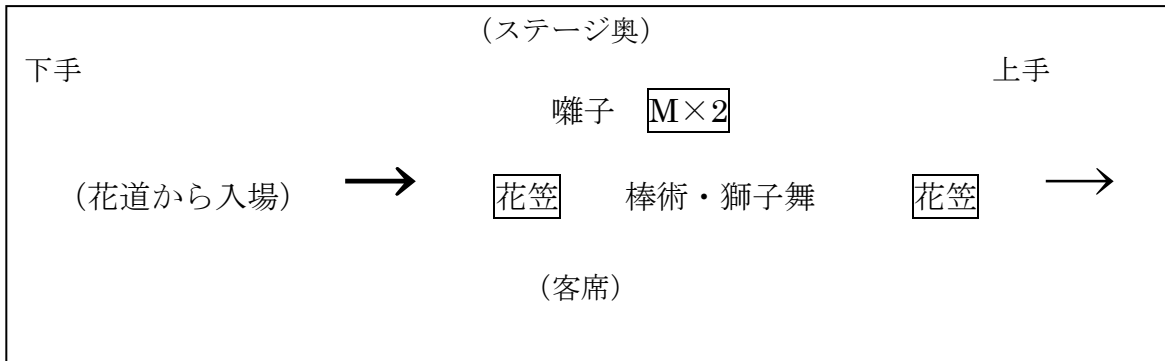 （ステージ奥）
下手 上手
囃子 M×2
（花道から入場） → 花笠 棒術・獅子舞 花笠 →
（客席）